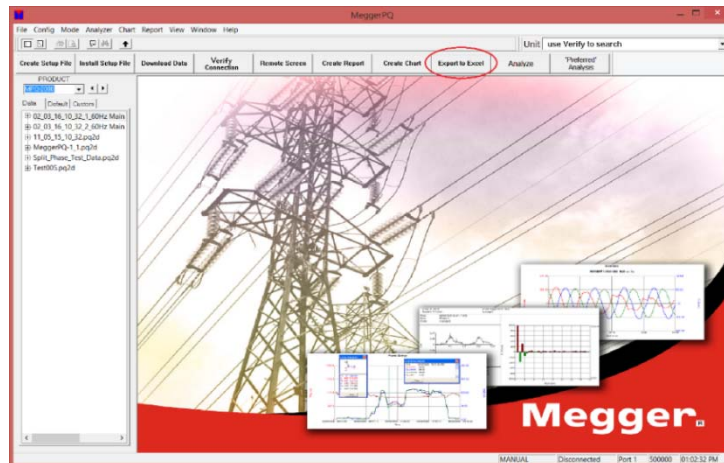 MeggerPQ
File Config Mode Analyzer Chart Report View Window Help
Unit use Verify to search
Create Setup File Install Setup File Download Data Verify Connection Remote Screen Create Report Create Chart Export to Excel Analyze 'Preferred' Analysis
PRODUCT
Data Default Custom
02_03_16_10_32_1_60Hz Main
02_03_16_10_32_2_60Hz Main
11_05_15_10_32.pq2d
MeggerPQ-1_1.pq2d
Split_Phase_Test_Data.pq2d
Test005.pq2d
Megger.
MANUAL Disconnected Port 1 500000 01:02:32 PM